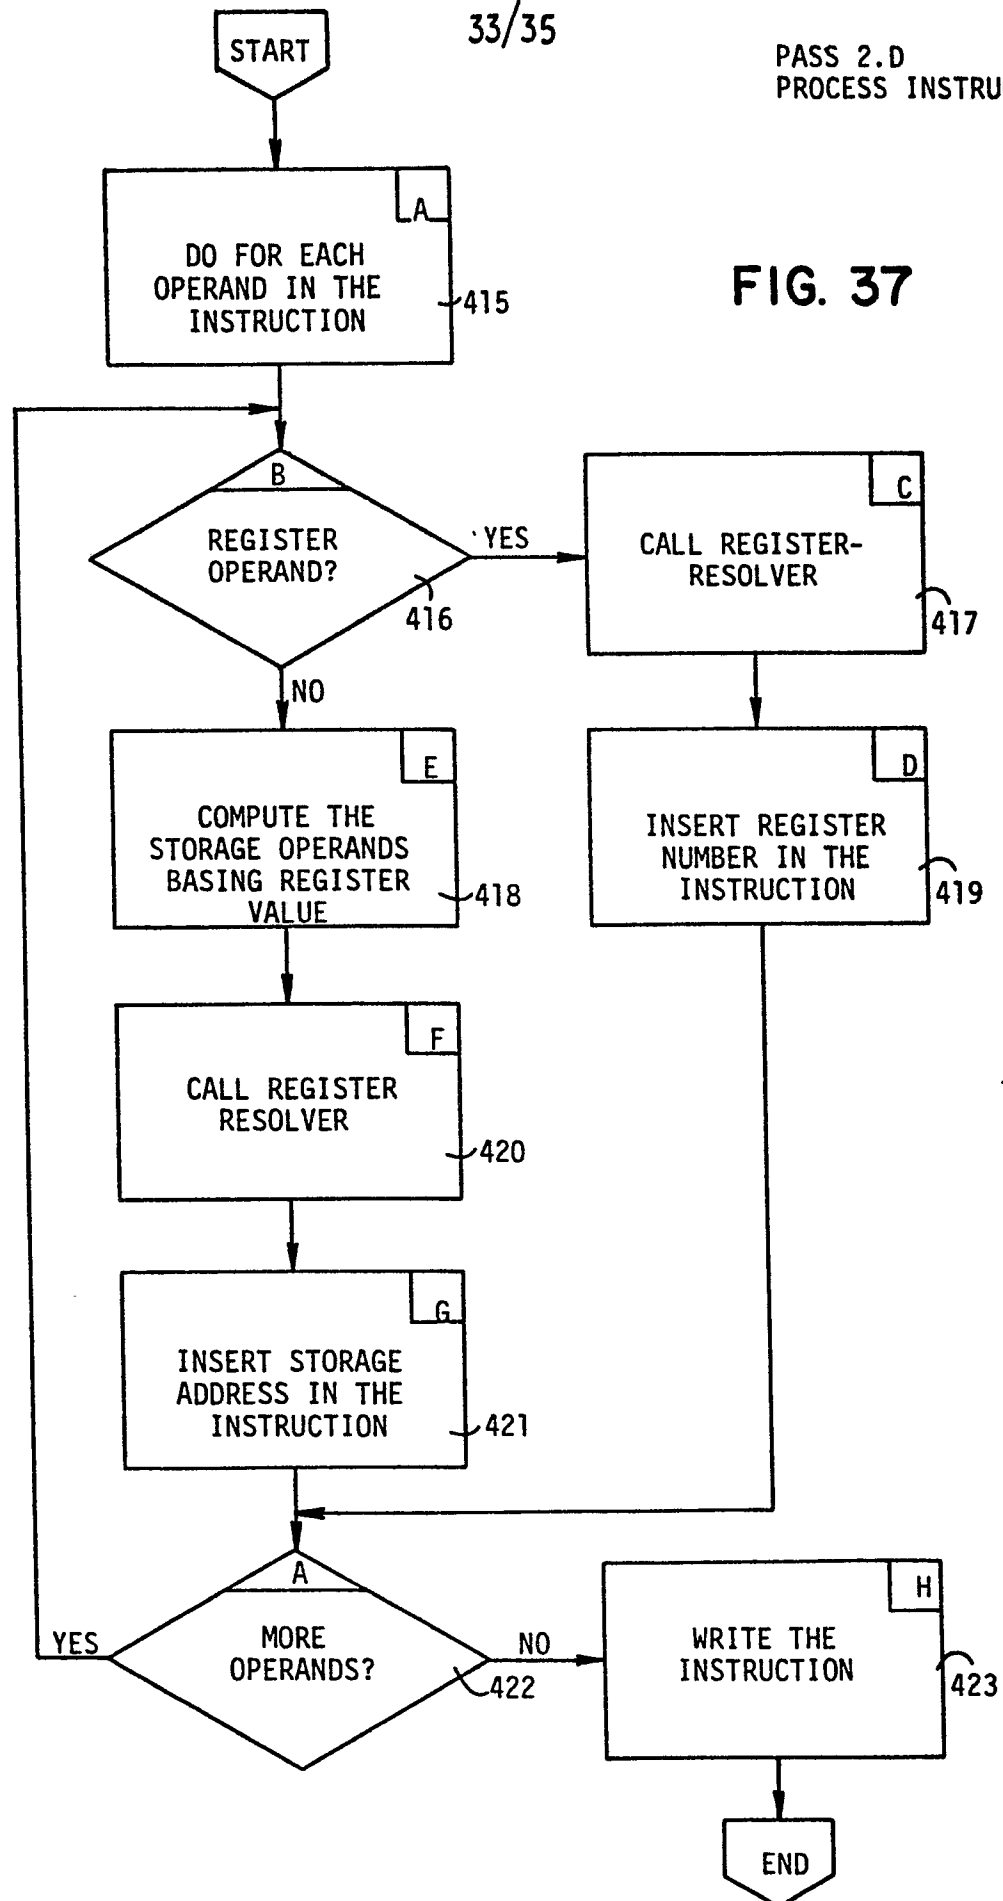 33/35
START
PASS 2.D
PROCESS INSTRU
A
DO FOR EACH
OPERAND IN THE
INSTRUCTION
415
FIG. 37
B
REGISTER
OPERAND?
416
YES
C
CALL REGISTER-
RESOLVER
417
NO
E
COMPUTE THE
STORAGE OPERANDS
BASING REGISTER
VALUE
418
D
INSERT REGISTER
NUMBER IN THE
INSTRUCTION
419
F
CALL REGISTER
RESOLVER
420
G
INSERT STORAGE
ADDRESS IN THE
INSTRUCTION
421
A
MORE
OPERANDS?
422
YES
NO
H
WRITE THE
INSTRUCTION
423
END